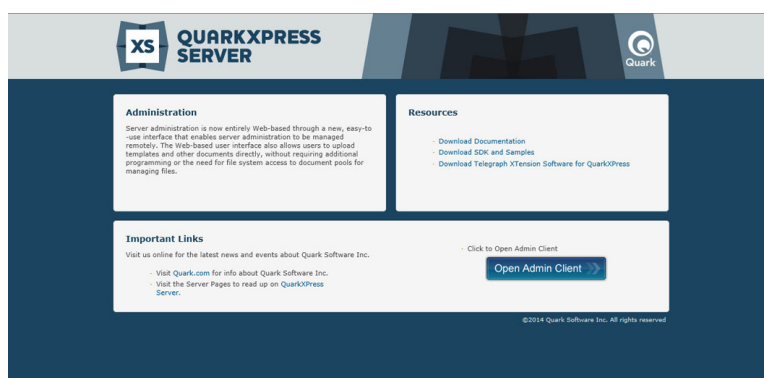 XS
QUARKXPRESS
SERVER
Quark
Administration
Server administration is now entirely Web-based through a new, easy-to
-use interface that enables server administration to be managed
remotely. The Web-based user interface also allows users to upload
templates and other documents directly, without requiring additional
programming or the need for file system access to document pools for
managing files.
Resources
Download Documentation
Download SDK and Samples
Download Telegraph XTension Software for QuarkXPress
Important Links
Visit us online for the latest news and events about Quark Software Inc.
Visit Quark.com for info about Quark Software Inc.
Visit the Server Pages to read up on QuarkXPress
Server.
Click to Open Admin Client
Open Admin Client
©2014 Quark Software Inc. All rights reserved